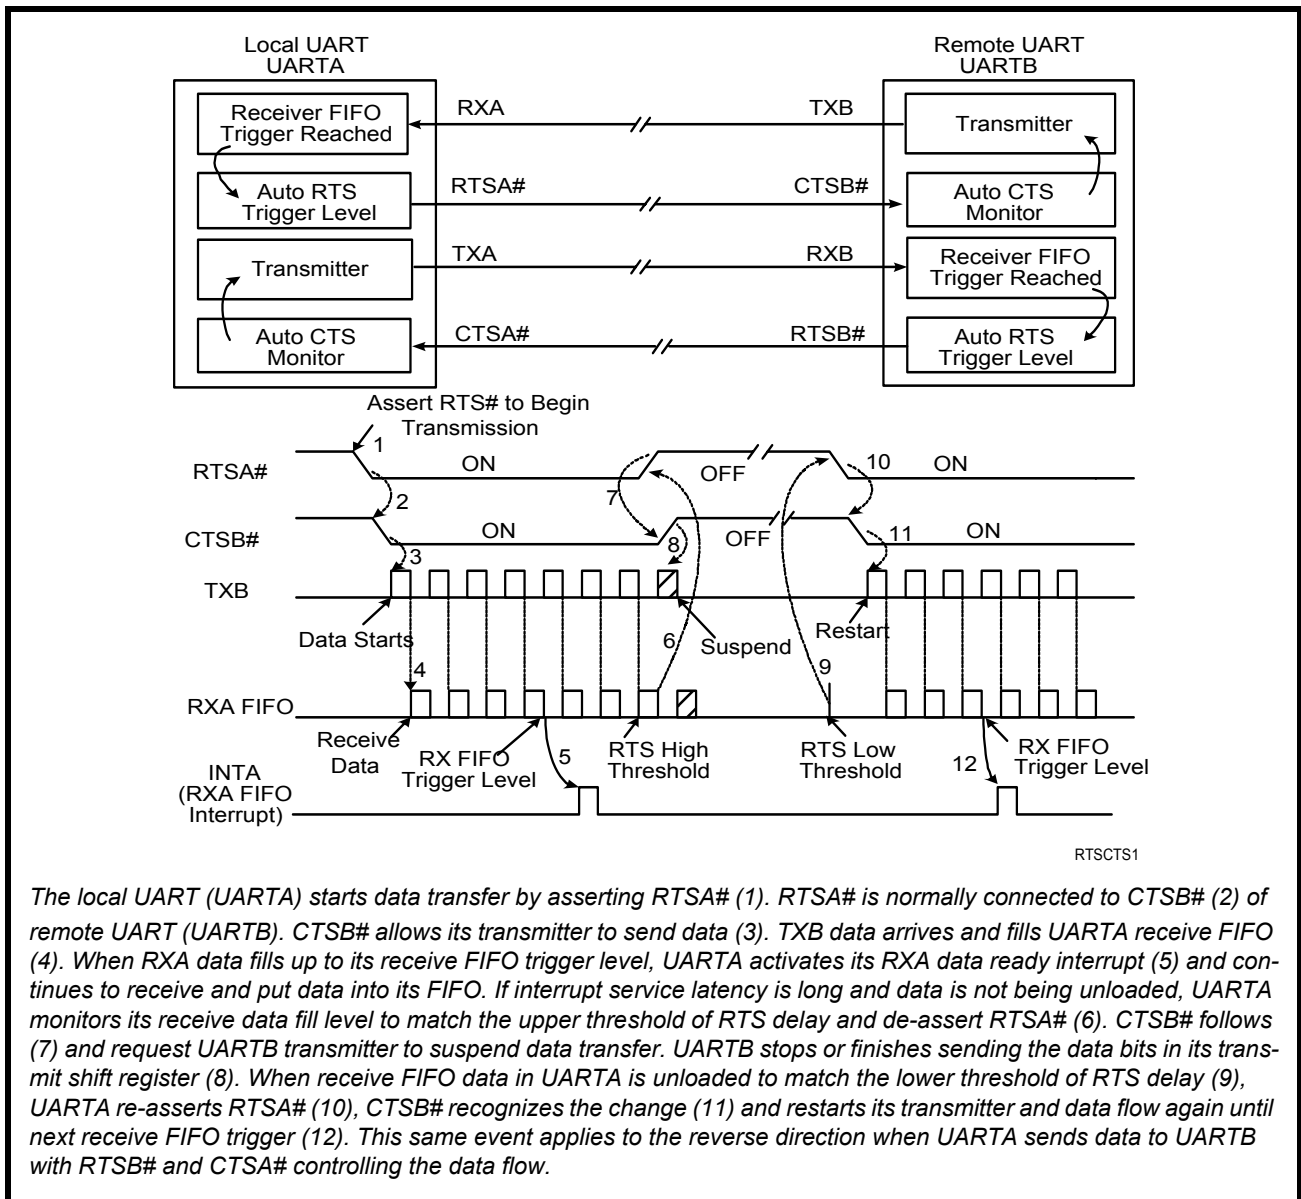 Local UART
UARTA
Remote UART
UARTB
Receiver FIFO
Trigger Reached
RXA
TXB
Transmitter
Auto RTS
Trigger Level
RTSA#
CTSB#
Auto CTS
Monitor
Transmitter
TXA
RXB
Receiver FIFO
Trigger Reached
Auto CTS
Monitor
CTSA#
RTSB#
Auto RTS
Trigger Level
Assert RTS# to Begin
Transmission
RTSA#
1
ON
OFF
10
ON
2
7
CTSB#
ON
OFF
11
ON
3
8
TXB
Data Starts
6
Suspend
Restart
4
9
RXA FIFO
Receive
Data
RX FIFO
Trigger Level
5
RTS High
Threshold
RTS Low
Threshold
12
RX FIFO
Trigger Level
INTA
(RXA FIFO
Interrupt)
RTSCTS1
The local UART (UARTA) starts data transfer by asserting RTSA# (1). RTSA# is normally connected to CTSB# (2) of
remote UART (UARTB). CTSB# allows its transmitter to send data (3). TXB data arrives and fills UARTA receive FIFO
(4). When RXA data fills up to its receive FIFO trigger level, UARTA activates its RXA data ready interrupt (5) and con-
tinues to receive and put data into its FIFO. If interrupt service latency is long and data is not being unloaded, UARTA
monitors its receive data fill level to match the upper threshold of RTS delay and de-assert RTSA# (6). CTSB# follows
(7) and request UARTB transmitter to suspend data transfer. UARTB stops or finishes sending the data bits in its trans-
mit shift register (8). When receive FIFO data in UARTA is unloaded to match the lower threshold of RTS delay (9),
UARTA re-asserts RTSA# (10), CTSB# recognizes the change (11) and restarts its transmitter and data flow again until
next receive FIFO trigger (12). This same event applies to the reverse direction when UARTA sends data to UARTB
with RTSB# and CTSA# controlling the data flow.